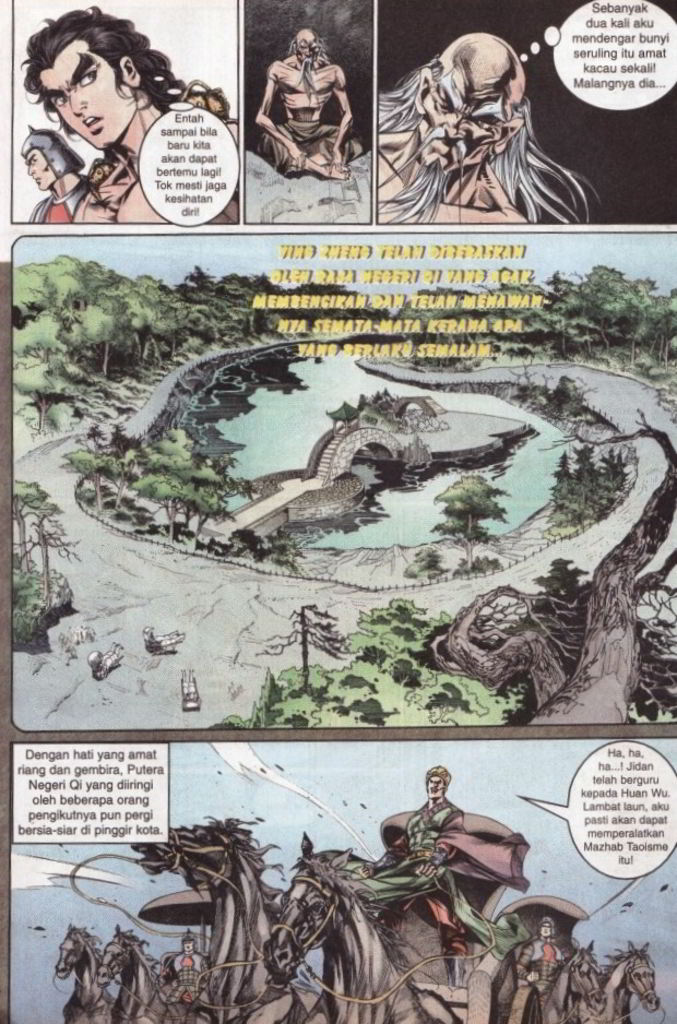 Entah
sampai bila
baru kita
akan dapat
bertemu lagi!
Tok mesti jaga
kesihatan
diri!
Sebanyak
dua kali aku
mendengar bunyi
seruling itu amat
kacau sekali!
Malangnya dia...
YING KHENG TELAH DIBEBASKAN
OLEH RAJA NEGERI QI YANG AGAK
MEMBENCIKAN DAN TELAH MENAWAN-
NYA SEMATA-MATA KERANA APA
YANG BERLAKU SEMALAM...
Dengan hati yang amat
riang dan gembira, Putera
Negeri Qi yang diiringi
oleh beberapa orang
pengikutnya pun pergi
bersia-siar di pinggir kota.
Ha, ha,
ha...! Jidan
telah berguru
kepada Huan Wu.
Lambat laun, aku
pasti akan dapat
memperalatkan
Mazhab Taoisme
itu!